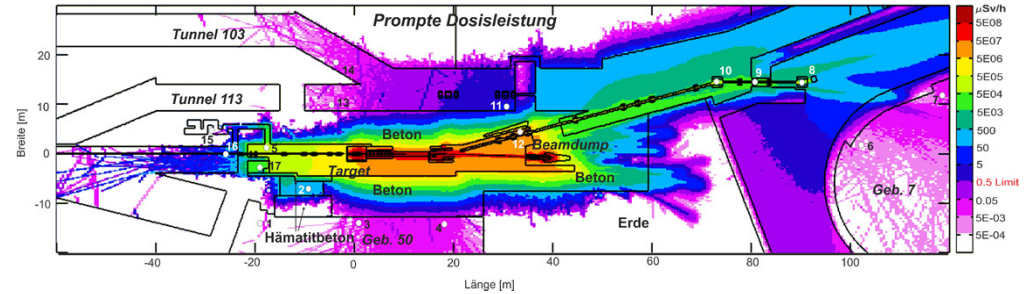 Prompte Dosisleistung
µSv/h
5E08
5E07
5E06
5E05
5E04
5E03
500
50
5
0.5 Limit
0.05
5E-03
5E-04
Tunnel 103
Tunnel 113
Breite [m]
20
10
0
-10
14
13
15
16
5
17
2
1
3
4
11
12
10
9
8
7
6
Beton
Target
Beton
Beamdump
Beton
Hämatitbeton
Geb. 50
Erde
Geb. 7
-40
-20
0
20
40
60
80
100
Länge [m]